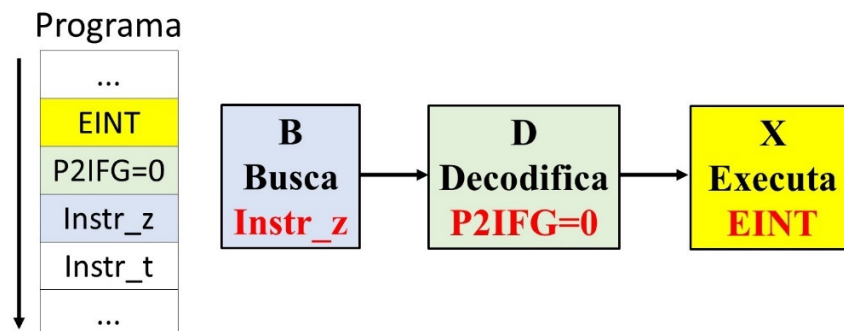 Programa
...
EINT
P2IFG=0
Instr_z
Instr_t
...
B
Busca
Instr_z
D
Decodifica
P2IFG=0
X
Executa
EINT